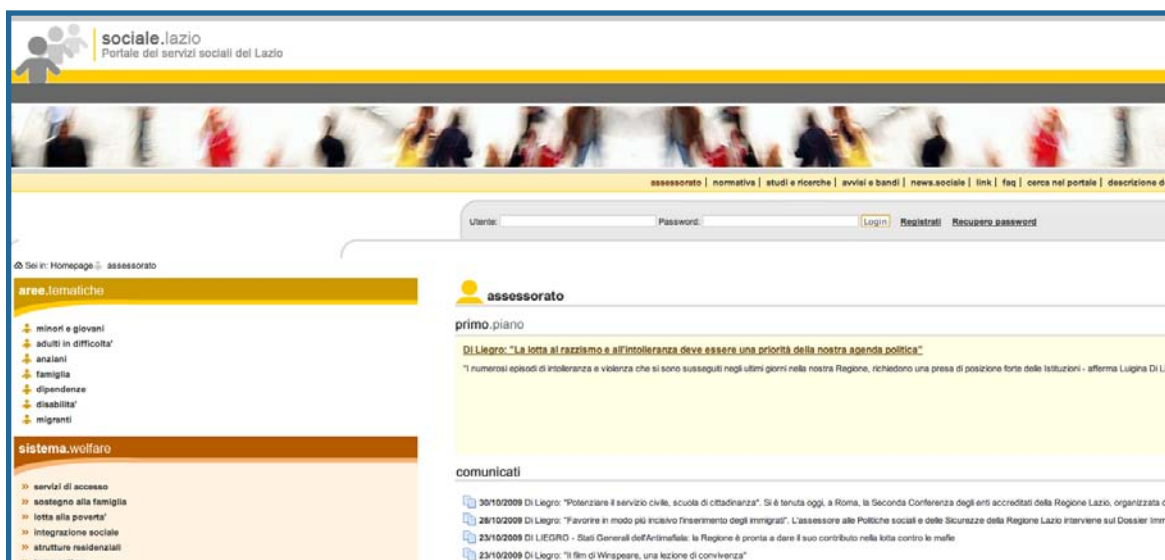 sociale.lazio
Portale dei servizi sociali del Lazio
assessorato | normativa | studi e ricerche | avvisi e bandi | news.sociale | link | faq | cerca nel portale | descrizione d
Utente: Password: Login Registrati Recupero password
Sei in: Homepage assessorato
aree.tematiche
minori e giovani
adulti in difficolta'
anziani
famiglia
dipendenze
disabilita'
migranti
sistema.welfare
servizi di accesso
sostegno alla famiglia
lotta alla poverta'
integrazione sociale
strutture residenziali
assessorato
primo.piano
Di Liegro: "La lotta al razzismo e all'intolleranza deve essere una priorità della nostra agenda politica"
"I numerosi episodi di intolleranza e violenza che si sono susseguiti negli ultimi giorni nella nostra Regione, richiedono una presa di posizione forte delle Istituzioni - afferma Luigina Di L
comunicati
30/10/2009 Di Liegro: "Potenziare il servizio civile, scuola di cittadinanza". Si è tenuta oggi, a Roma, la Seconda Conferenza degli enti accreditati della Regione Lazio, organizzata d
28/10/2009 Di Liegro: "Favorire in modo più incisivo l'inserimento degli immigrati". L'assessore alle Politiche sociali e delle Sicurezze della Regione Lazio interviene sul Dossier Imm
23/10/2009 DI LIEGRO - Stati Generali dell'Antimafia: la Regione è pronta a dare il suo contributo nella lotta contro le mafie
23/10/2009 Di Liegro: "Il film di Winspeare, una lezione di convivenza"